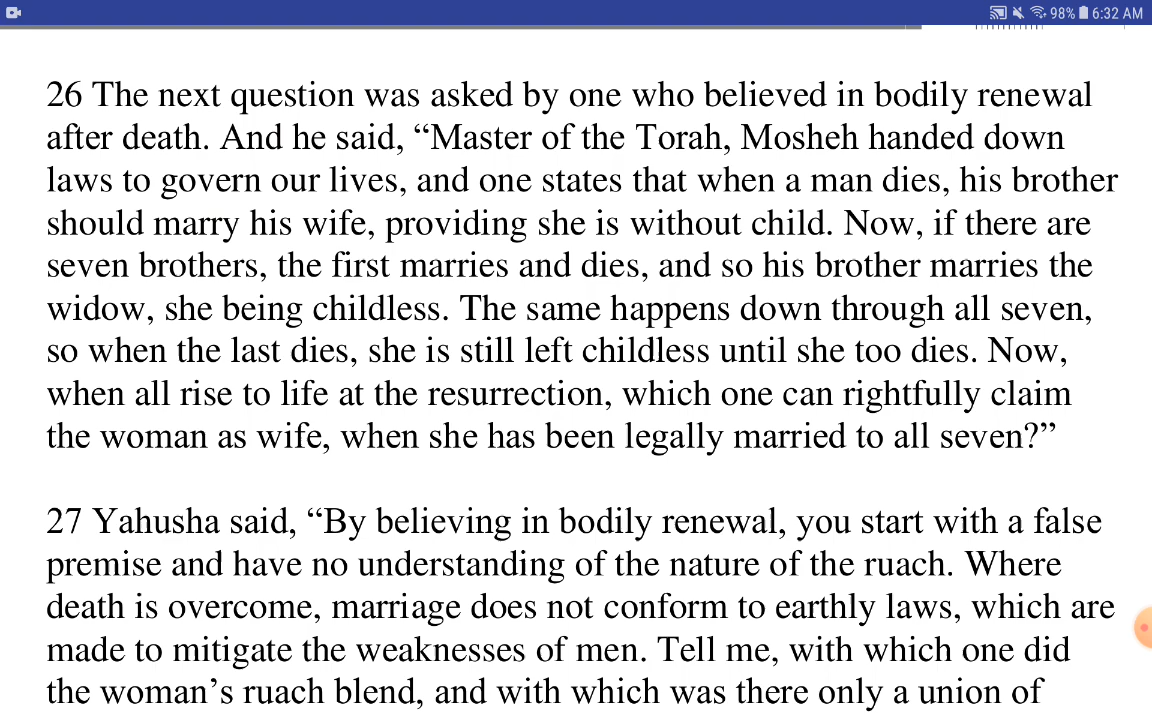 98% 6:32 AM
26 The next question was asked by one who believed in bodily renewal
after death. And he said, “Master of the Torah, Mosheh handed down
laws to govern our lives, and one states that when a man dies, his brother
should marry his wife, providing she is without child. Now, if there are
seven brothers, the first marries and dies, and so his brother marries the
widow, she being childless. The same happens down through all seven,
so when the last dies, she is still left childless until she too dies. Now,
when all rise to life at the resurrection, which one can rightfully claim
the woman as wife, when she has been legally married to all seven?”
27 Yahusha said, “By believing in bodily renewal, you start with a false
premise and have no understanding of the nature of the ruach. Where
death is overcome, marriage does not conform to earthly laws, which are
made to mitigate the weaknesses of men. Tell me, with which one did
the woman’s ruach blend, and with which was there only a union of